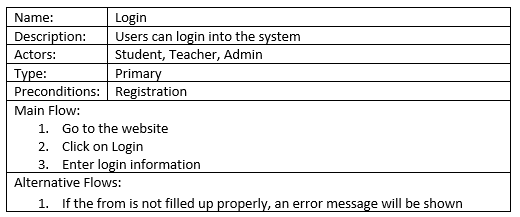 Name: Login
Description: Users can login into the system
Actors: Student, Teacher, Admin
Type: Primary
Preconditions: Registration
Main Flow:
1. Go to the website
2. Click on Login
3. Enter login information
Alternative Flows:
1. If the from is not filled up properly, an error message will be shown